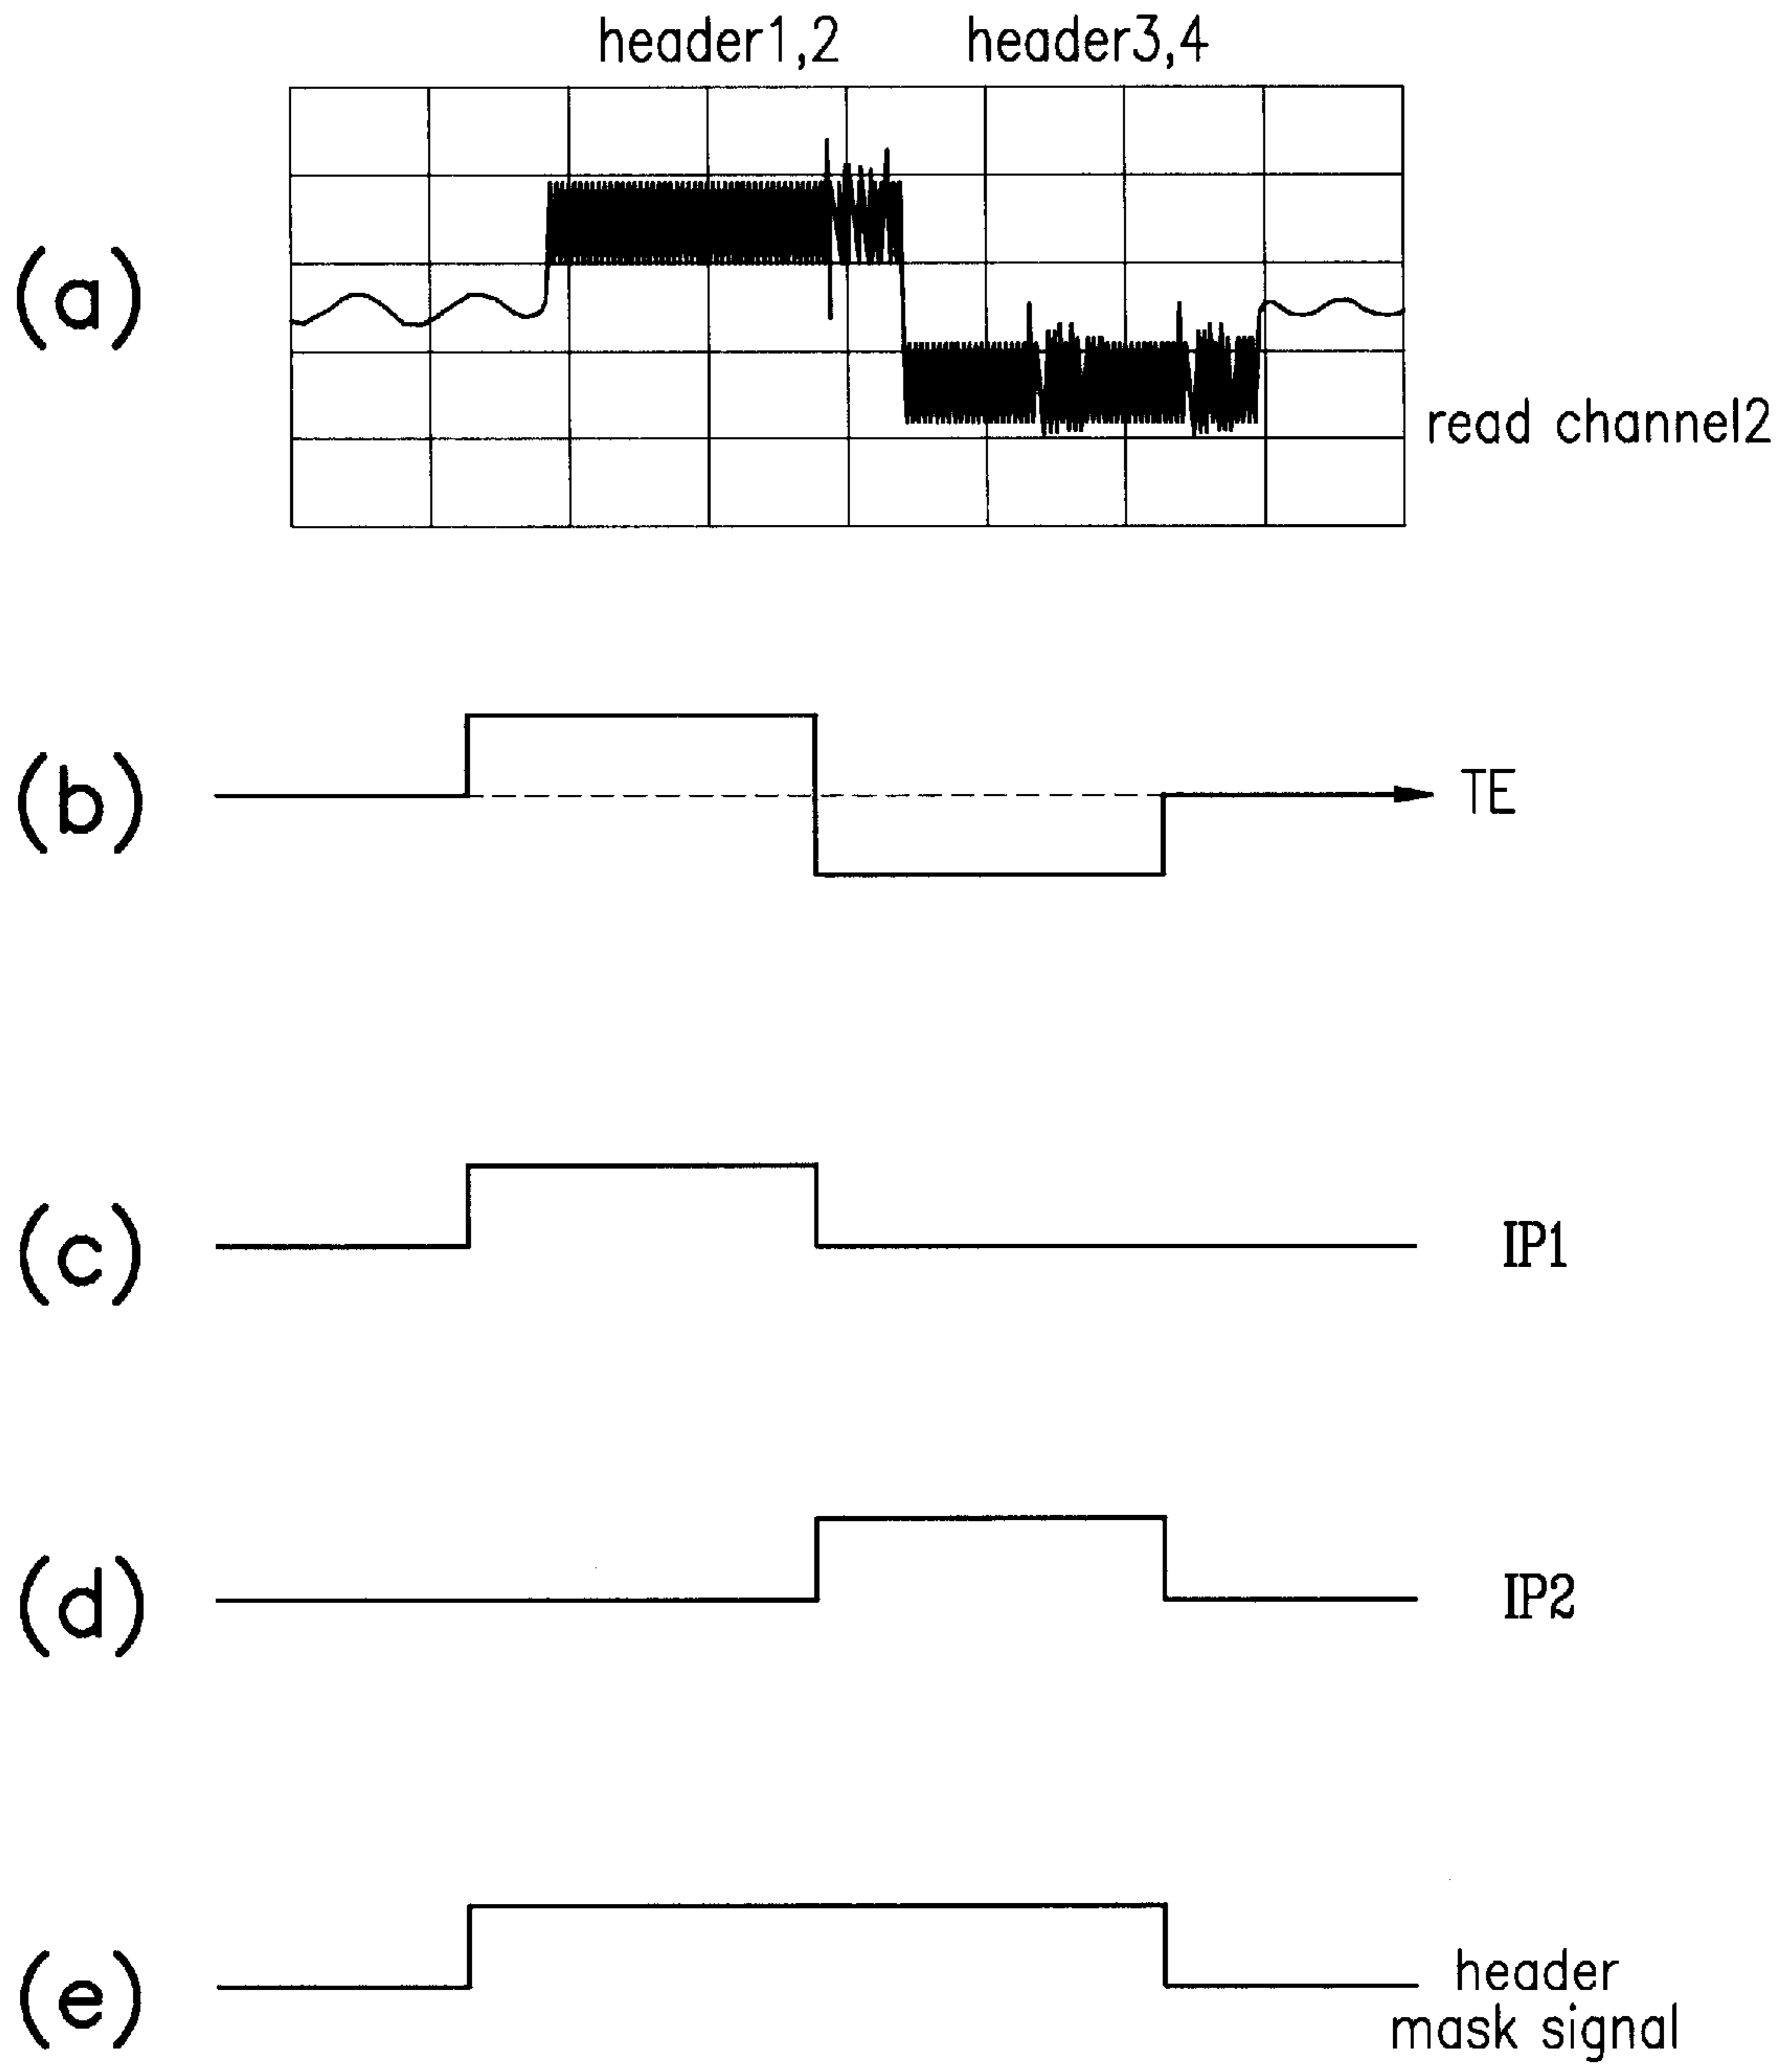 header1,2 header3,4
(a)
read channel2
(b)
TE
(c)
IP1
(d)
IP2
(e)
header
mask signal